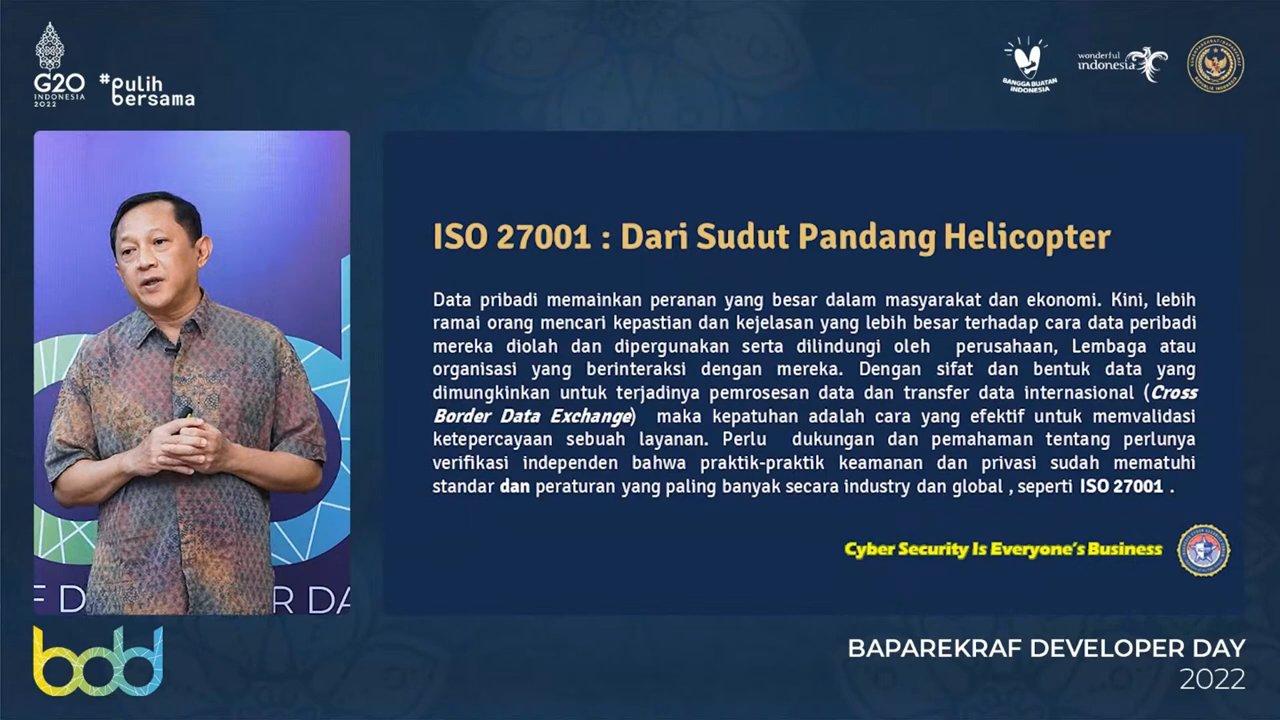 G20
INDONESIA
2022
#pulih
bersama
BANGGA BUATAN
INDONESIA
wonderful
indonesia
ISO 27001 : Dari Sudut Pandang Helicopter
Data pribadi memainkan peranan yang besar dalam masyarakat dan ekonomi. Kini, lebih
ramai orang mencari kepastian dan kejelasan yang lebih besar terhadap cara data peribadi
mereka diolah dan dipergunakan serta dilindungi oleh perusahaan, Lembaga atau
organisasi yang berinteraksi dengan mereka. Dengan sifat dan bentuk data yang
dimungkinkan untuk terjadinya pemrosesan data dan transfer data internasional (Cross
Border Data Exchange) maka kepatuhan adalah cara yang efektif untuk memvalidasi
ketepercayaan sebuah layanan. Perlu dukungan dan pemahaman tentang perlunya
verifikasi independen bahwa praktik-praktik keamanan dan privasi sudah mematuhi
standar dan peraturan yang paling banyak secara industry dan global , seperti ISO 27001 .
Cyber Security Is Everyone's Business
F D R DA
bdd
BAPAREKRAF DEVELOPER DAY
2022